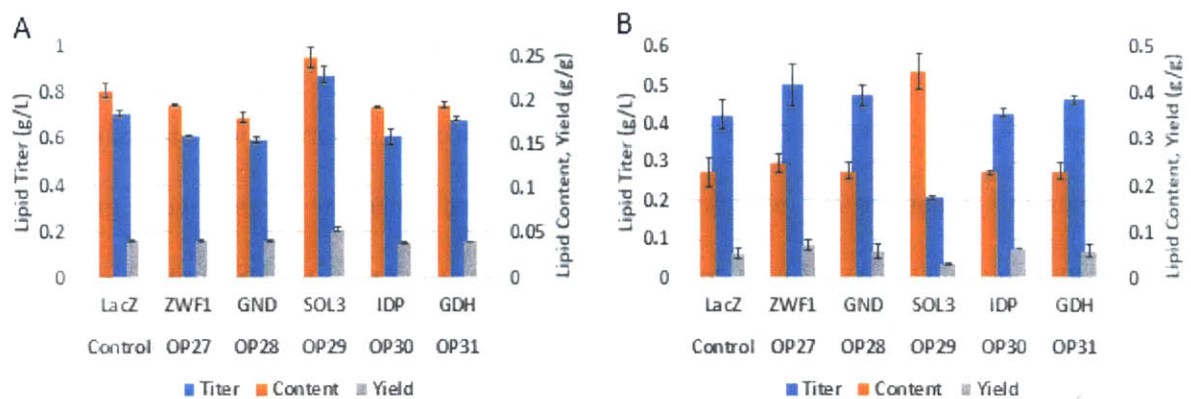 A
Lipid Titer (g/L)
1
0.8
0.6
0.4
0.2
0
0.25
0.2
0.15
0.1
0.05
0
Lipid Content, Yield (g/g)
LacZ ZWF1 GND SOL3 IDP GDH
Control OP27 OP28 OP29 OP30 OP31
Titer Content Yield
B
Lipid Titer (g/L)
0.6
0.5
0.4
0.3
0.2
0.1
0
0.5
0.4
0.3
0.2
0.1
0
Lipid Content, Yield (g/g)
LacZ ZWF1 GND SOL3 IDP GDH
Control OP27 OP28 OP29 OP30 OP31
Titer Content Yield